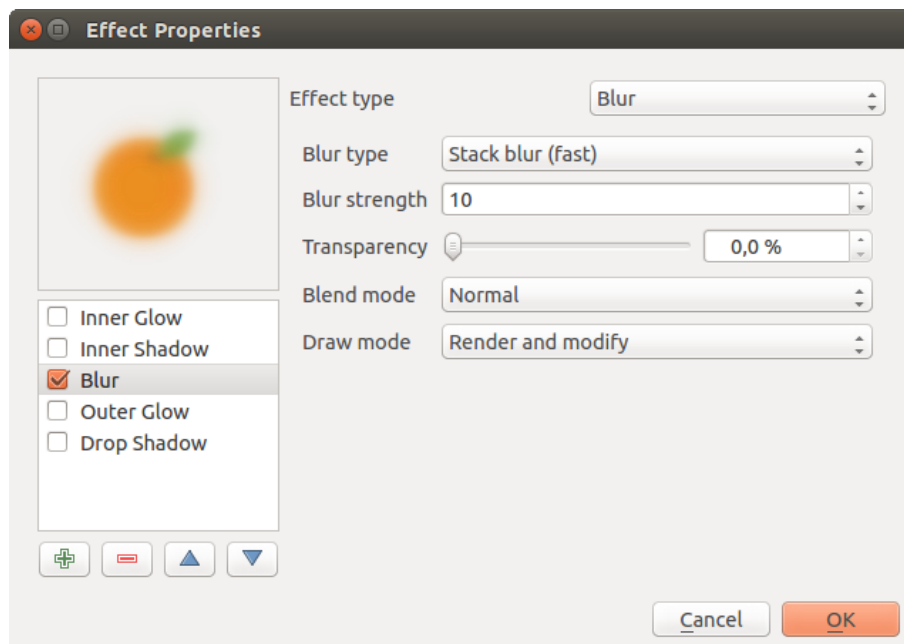 Effect Properties
Effect type Blur
Blur type Stack blur (fast)
Blur strength 10
Transparency 0,0 %
Blend mode Normal
Draw mode Render and modify
Inner Glow
Inner Shadow
Blur
Outer Glow
Drop Shadow
Cancel OK